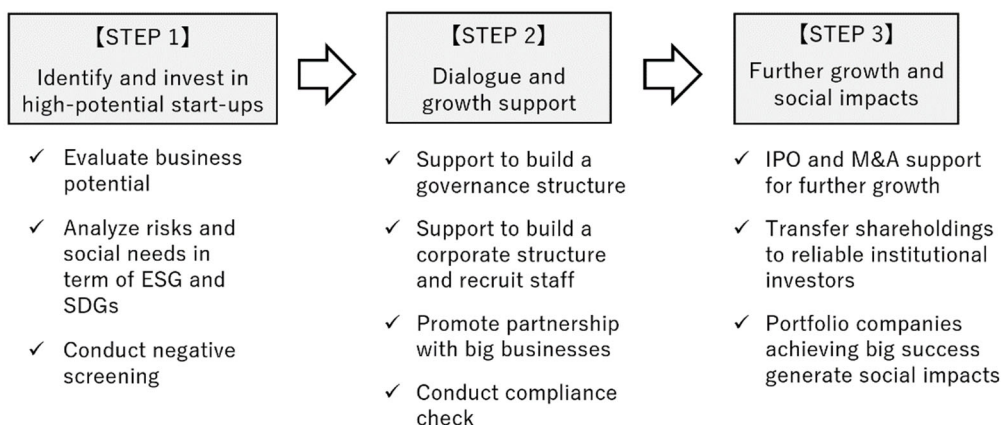 【STEP 1】
Identify and invest in
high-potential start-ups
✓ Evaluate business
potential
✓ Analyze risks and
social needs in
term of ESG and
SDGs
✓ Conduct negative
screening
【STEP 2】
Dialogue and
growth support
✓ Support to build a
governance structure
✓ Support to build a
corporate structure
and recruit staff
✓ Promote partnership
with big businesses
✓ Conduct compliance
check
【STEP 3】
Further growth and
social impacts
✓ IPO and M&A support
for further growth
✓ Transfer shareholdings
to reliable institutional
investors
✓ Portfolio companies
achieving big success
generate social impacts